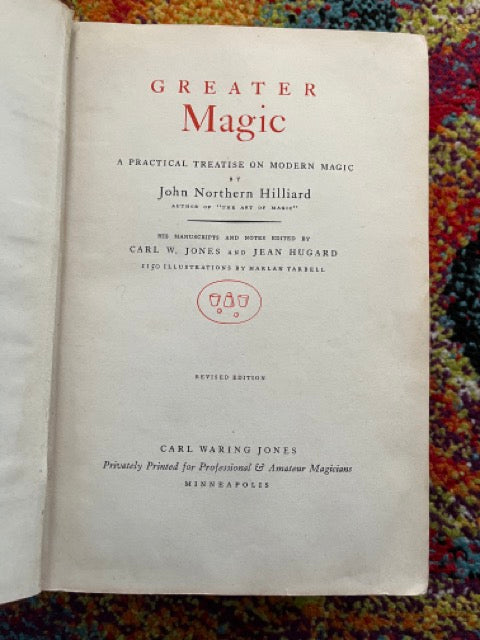 GREATER
Magic
A PRACTICAL TREATISE ON MODERN MAGIC
BY
John Northern Hilliard
AUTHOR OF "THE ART OF MAGIC"
HIS MANUSCRIPTS AND NOTES EDITED BY
CARL W. JONES AND JEAN HUGARD
1150 ILLUSTRATIONS BY HARLAN TARBELL
REVISED EDITION
CARL WARING JONES
Privately Printed for Professional & Amateur Magicians
MINNEAPOLIS